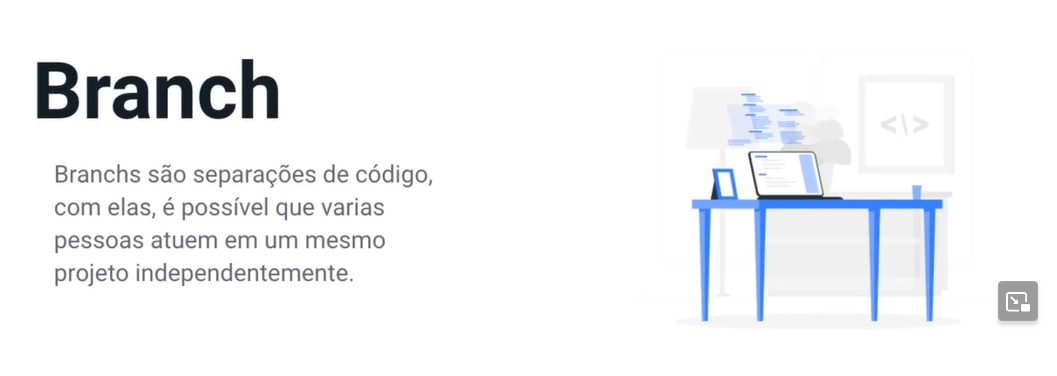 Branch
Branchs são separações de código,
com elas, é possível que varias
pessoas atuem em um mesmo
projeto independentemente.
<\>